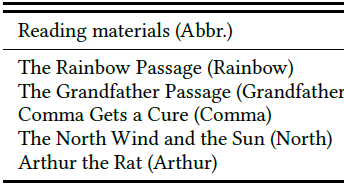 Reading materials (Abbr.)
The Rainbow Passage (Rainbow)
The Grandfather Passage (Grandfather
Comma Gets a Cure (Comma)
The North Wind and the Sun (North)
Arthur the Rat (Arthur)